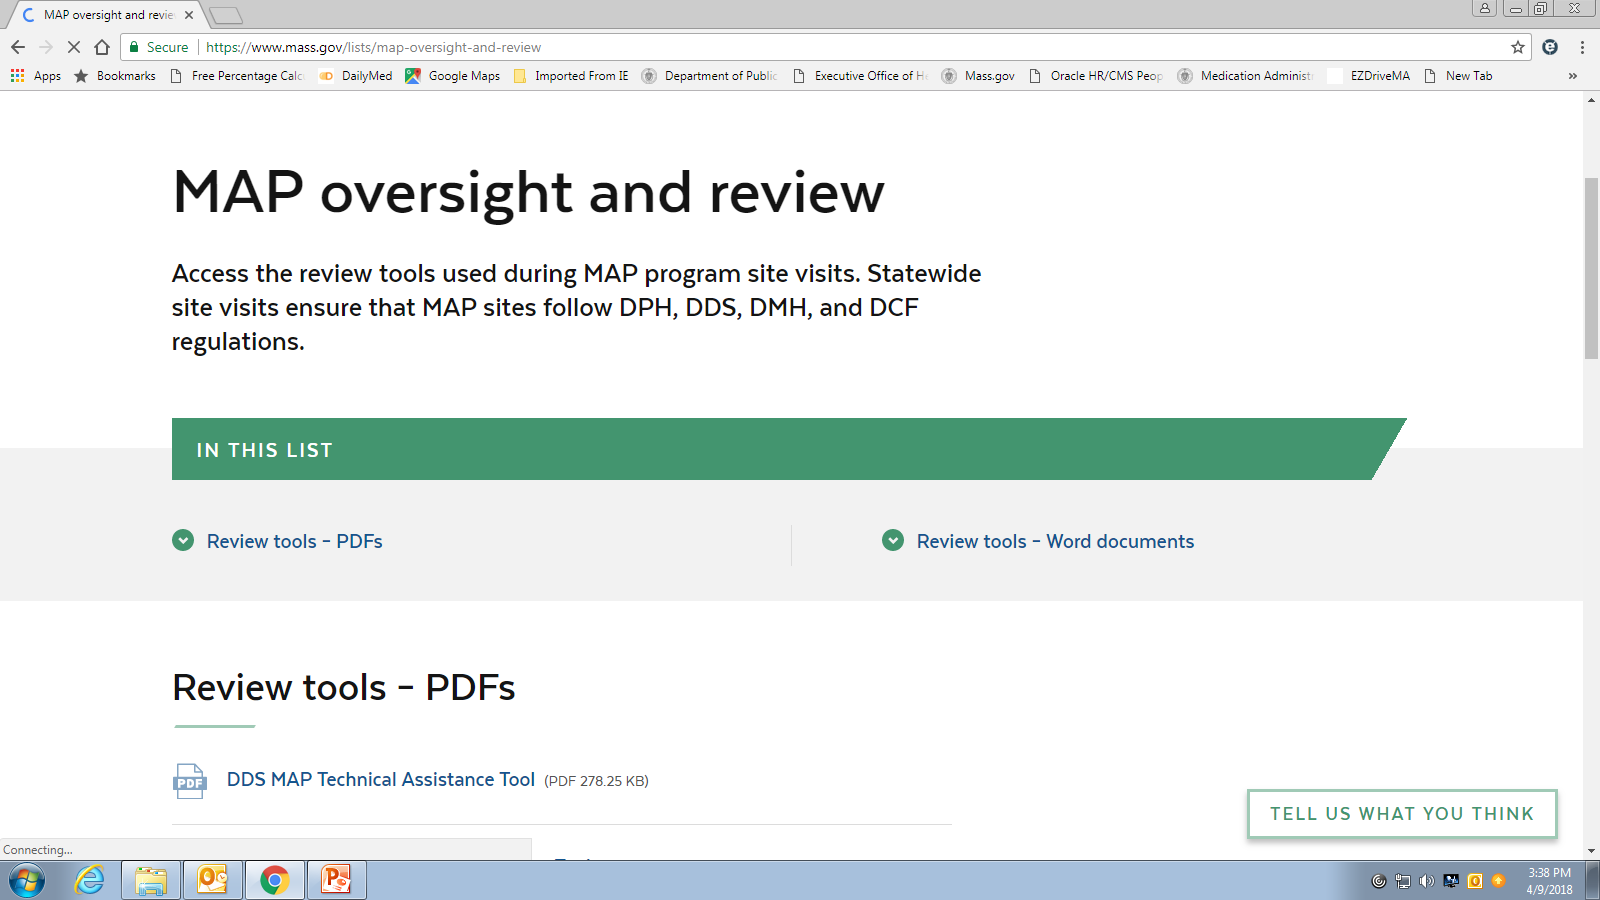 MAP oversight and revie
Secure
https://www.mass.gov/lists/map-oversight-and-review
Apps
Bookmarks
Free Percentage Calc
DailyMed
Google Maps
Imported From IE
Department of Public
Executive Office of H
Mass.gov
Oracle HR/CMS Peop
Medication Administ
EZDriveMA
New Tab
»
MAP oversight and review
Access the review tools used during MAP program site visits. Statewide
site visits ensure that MAP sites follow DPH, DDS, DMH, and DCF
regulations.
IN THIS LIST
Review tools - PDFs
Review tools - Word documents
Review tools - PDFs
PDF
DDS MAP Technical Assistance Tool (PDF 278.25 KB)
TELL US WHAT YOU THINK
Connecting...
3:38 PM
4/9/2018